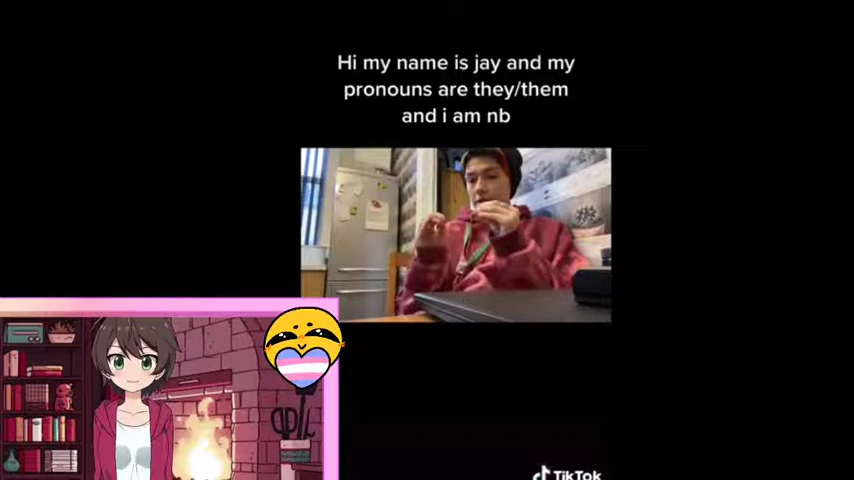 Hi my name is jay and my
pronouns are they/them
and i am nb
TikTok